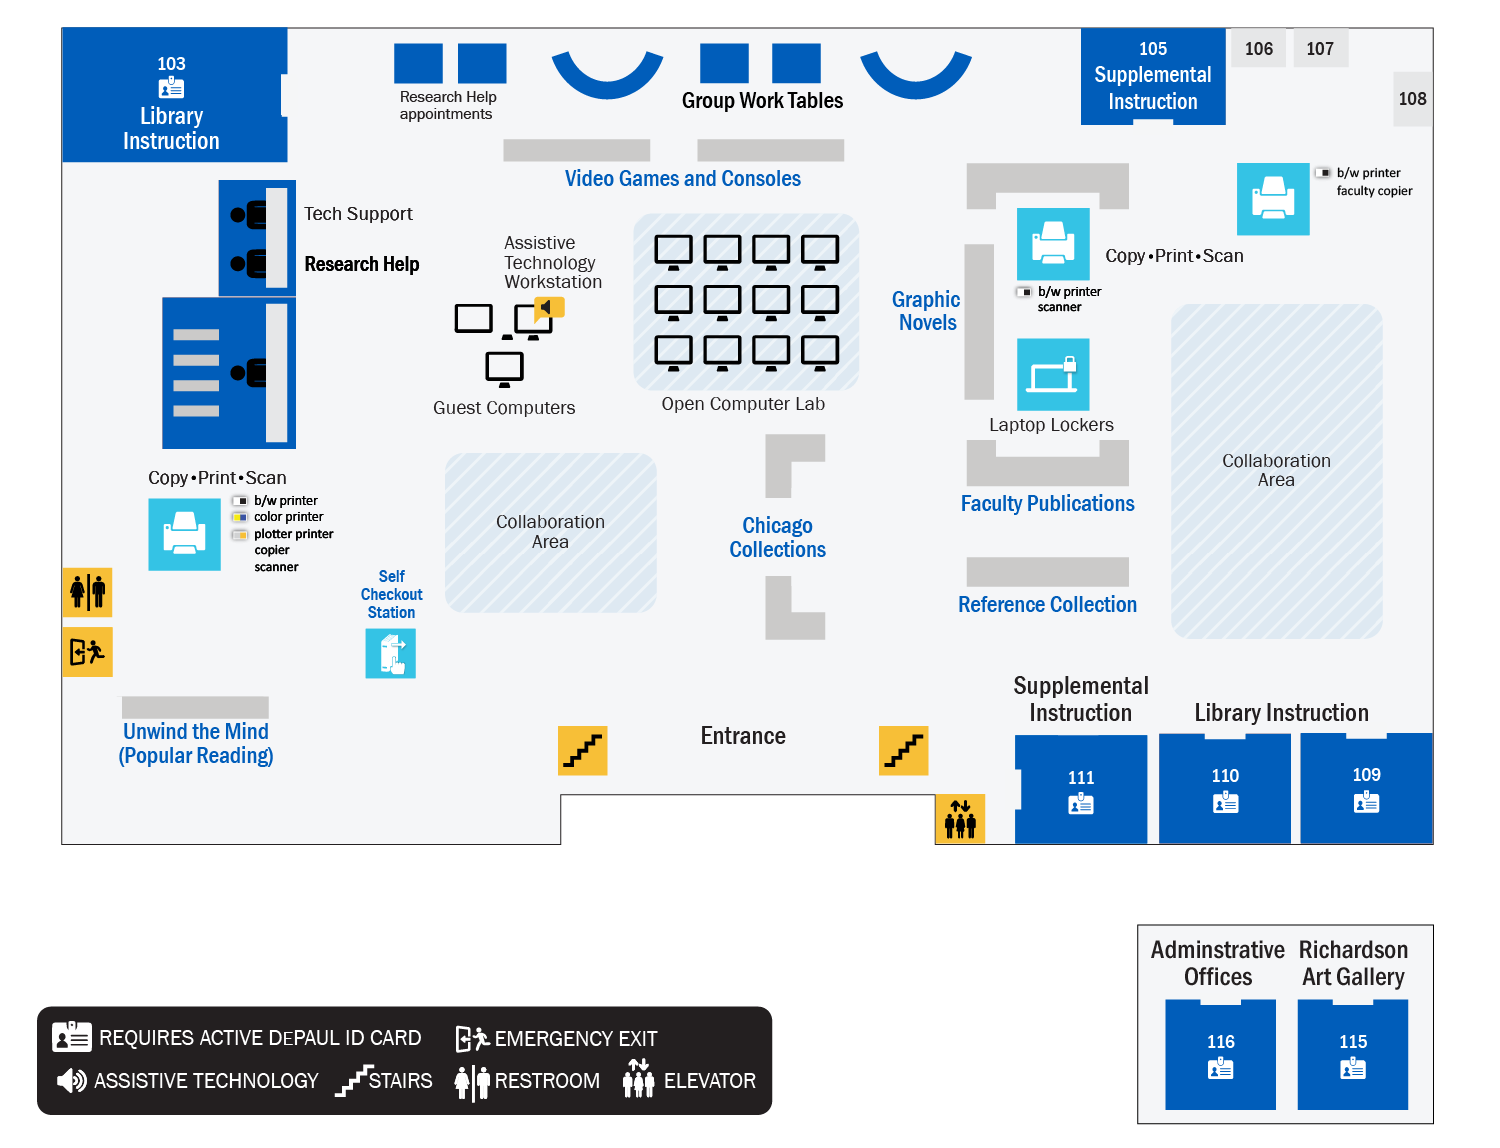 103
Library
Instruction
Research Help
appointments
Group Work Tables
105
Supplemental
Instruction
106
107
108
Video Games and Consoles
b/w printer
faculty copier
Tech Support
Research Help
Assistive
Technology
Workstation
Copy•Print•Scan
b/w printer
scanner
Graphic
Novels
Guest Computers
Open Computer Lab
Laptop Lockers
Collaboration
Area
Copy•Print•Scan
b/w printer
color printer
plotter printer
copier
scanner
Collaboration
Area
Chicago
Collections
Faculty Publications
Self
Checkout
Station
Reference Collection
Unwind the Mind
(Popular Reading)
Entrance
Supplemental
Instruction
Library Instruction
111
110
109
Adminstrative
Offices
Richardson
Art Gallery
116
115
REQUIRES ACTIVE DEPAUL ID CARD
EMERGENCY EXIT
ASSISTIVE TECHNOLOGY
STAIRS
RESTROOM
ELEVATOR